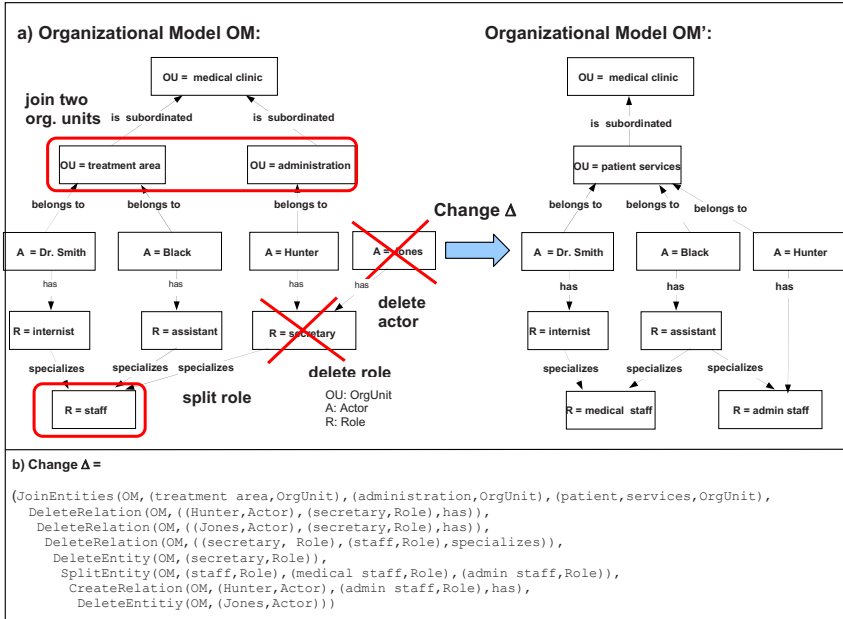 a) Organizational Model OM:
Organizational Model OM':
OU = medical clinic
OU = medical clinic
join two
org. units
is subordinated
is subordinated
is subordinated
OU = treatment area
OU = administration
OU = patient services
belongs to
belongs to
belongs to
belongs to
belongs to
belongs to
Change Δ
A = Dr. Smith
A = Black
A = Hunter
A = Jones
A = Dr. Smith
A = Black
A = Hunter
has
has
has
has
has
has
has
delete
actor
R = internist
R = assistant
R = secretary
R = internist
R = assistant
specializes
specializes
specializes
delete role
specializes
specializes
specializes
split role
OU: OrgUnit
A: Actor
R: Role
R = staff
R = medical staff
R = admin staff
b) Change Δ =
(JoinEntities(OM,(treatment area,OrgUnit),(administration,OrgUnit),(patient,services,OrgUnit),
DeleteRelation(OM,((Hunter,Actor),(secretary,Role),has)),
DeleteRelation(OM,((Jones,Actor),(secretary,Role),has)),
DeleteRelation(OM,((secretary, Role),(staff,Role),specializes)),
DeleteEntity(OM,(secretary,Role)),
SplitEntity(OM,(staff,Role),(medical staff,Role),(admin staff,Role)),
CreateRelation(OM,(Hunter,Actor),(admin staff,Role),has),
DeleteEntitiy(OM,(Jones,Actor)))